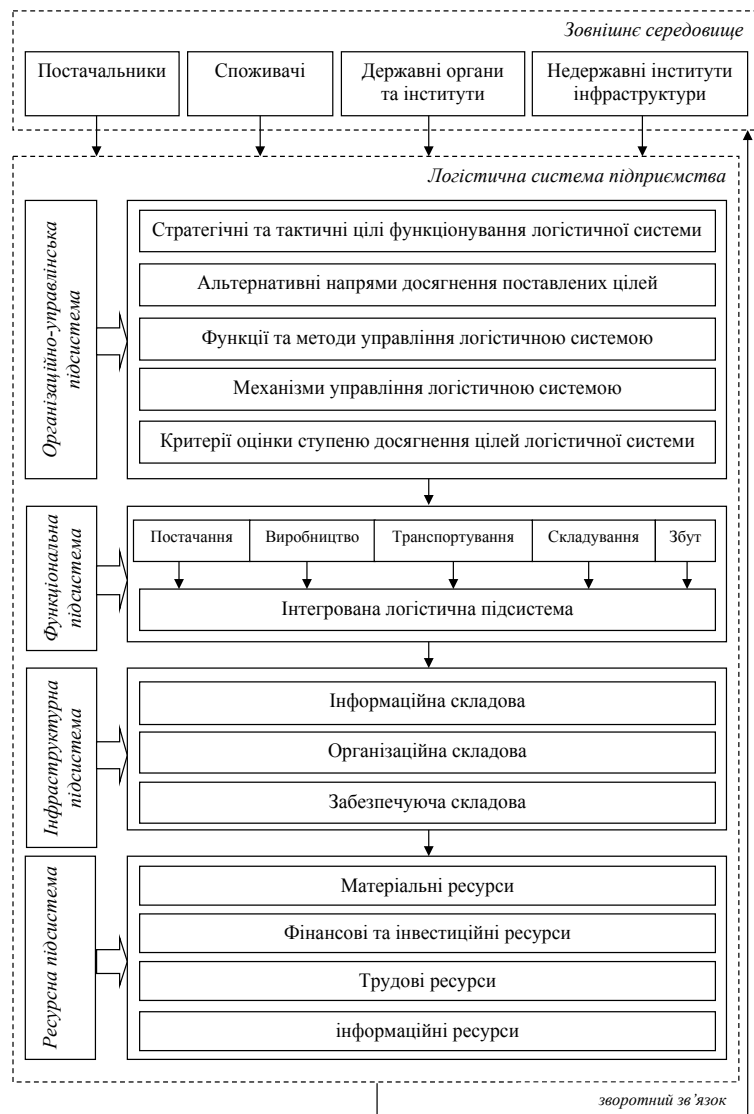 Зовнішнє середовище
Постачальники
Споживачі
Державні органи
та інститути
Недержавні інститути
інфраструктури
Логістична система підприємства
Організаційно-управлінська
підсистема
Стратегічні та тактичні цілі функціонування логістичної системи
Альтернативні напрями досягнення поставлених цілей
Функції та методи управління логістичною системою
Механізми управління логістичною системою
Критерії оцінки ступеню досягнення цілей логістичної системи
Функціональна
підсистема
Постачання
Виробництво
Транспортування
Складування
Збут
Інтегрована логістична підсистема
Інфраструктурна
підсистема
Інформаційна складова
Організаційна складова
Забезпечуюча складова
Ресурсна підсистема
Матеріальні ресурси
Фінансові та інвестиційні ресурси
Трудові ресурси
інформаційні ресурси
зворотний зв’язок